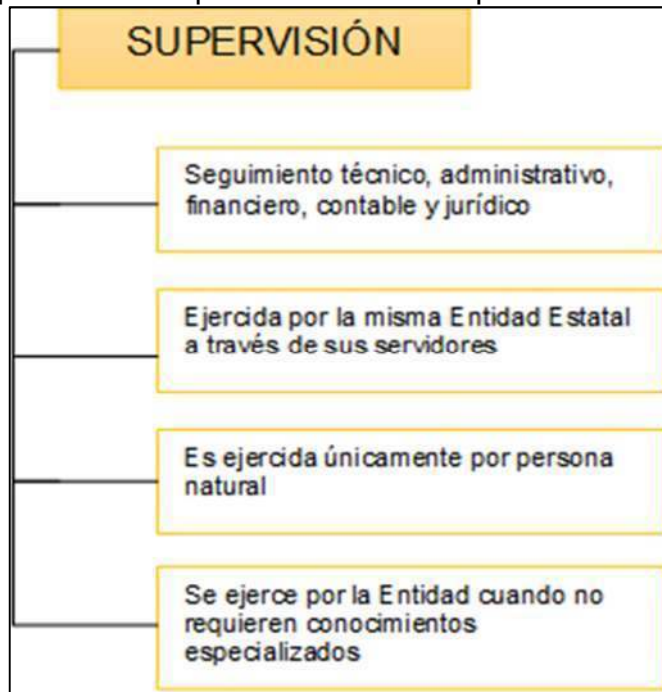 SUPERVISIÓN
Seguimiento técnico, administrativo,
financiero, contable y jurídico
Ejercida por la misma Entidad Estatal
a través de sus servidores
Es ejercida únicamente por persona
natural
Se ejerce por la Entidad cuando no
requieren conocimientos
especializados